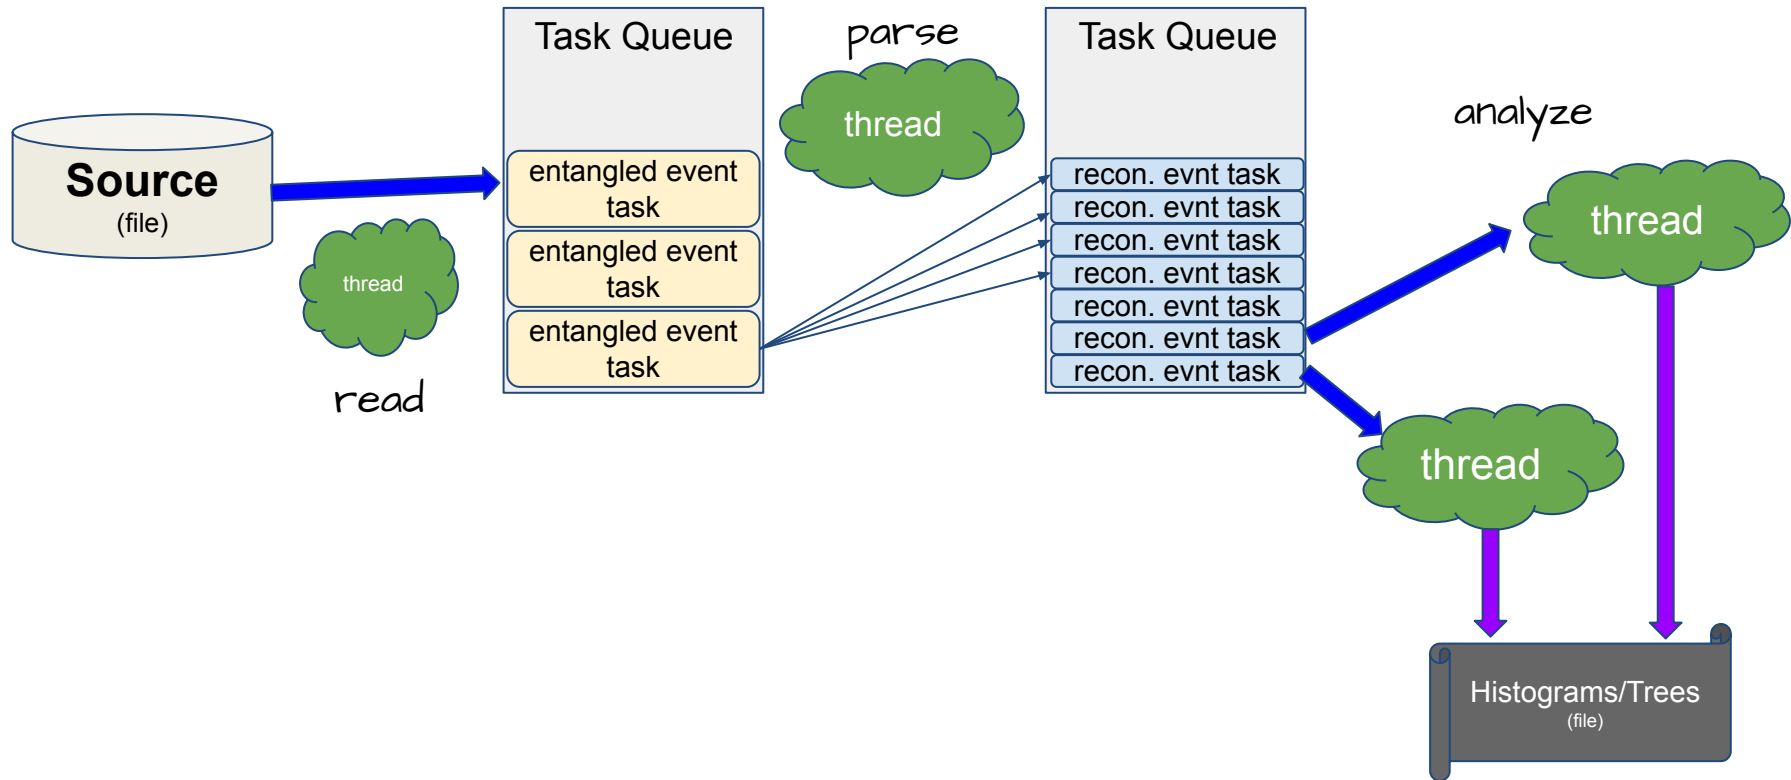 Source
(file)
thread
read
Task Queue
entangled event
task
entangled event
task
entangled event
task
parse
thread
Task Queue
recon. evnt task
recon. evnt task
recon. evnt task
recon. evnt task
recon. evnt task
recon. evnt task
recon. evnt task
analyze
thread
thread
Histograms/Trees
(file)